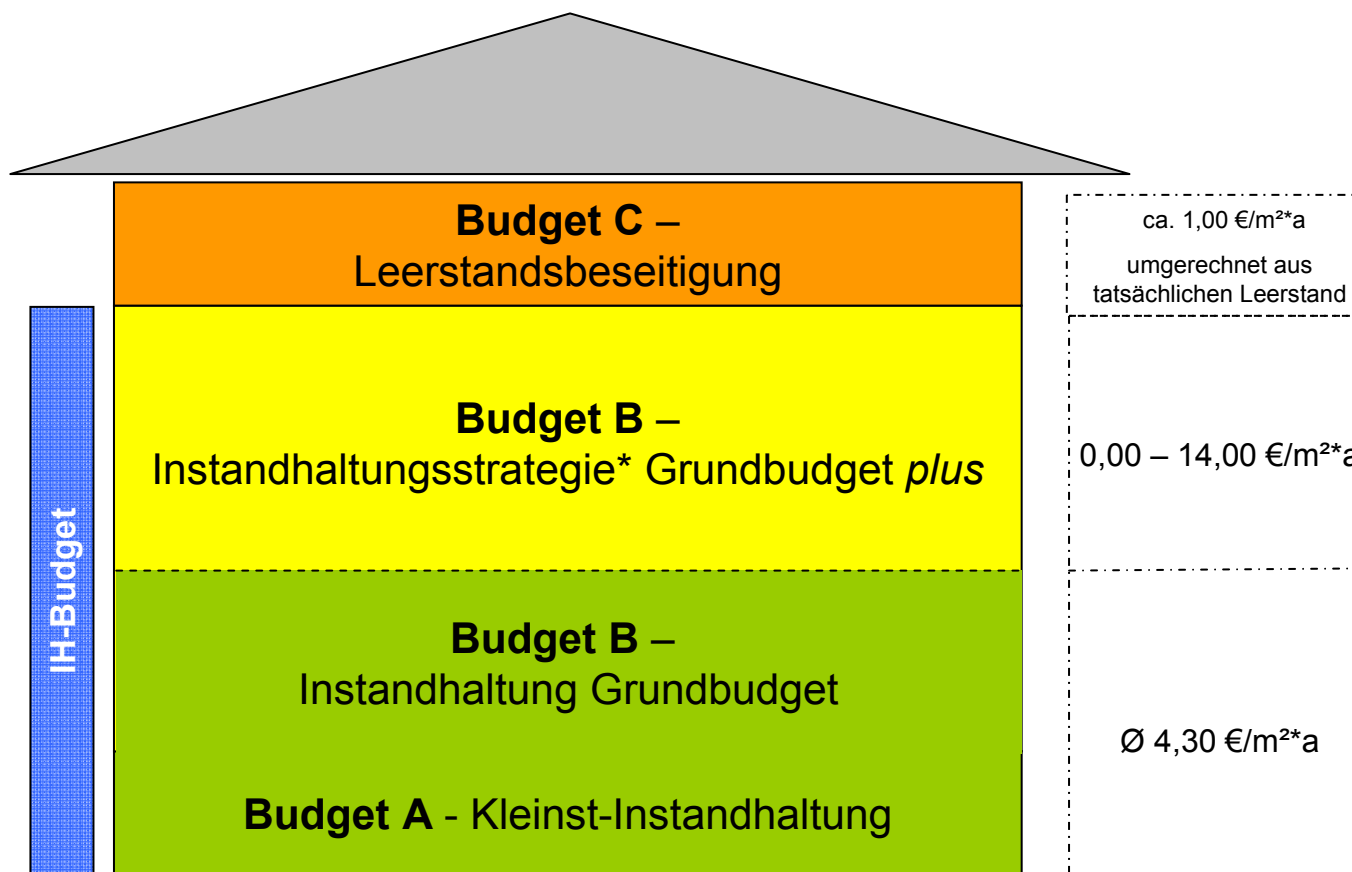 Budget C –
Leerstandsbeseitigung
ca. 1,00 €/m²*a
umgerechnet aus
tatsächlichen Leerstand
Budget B –
Instandhaltungsstrategie* Grundbudget plus
0,00 – 14,00 €/m²*a
IH-Budget
Budget B –
Instandhaltung Grundbudget
Ø 4,30 €/m²*a
Budget A - Kleinst-Instandhaltung